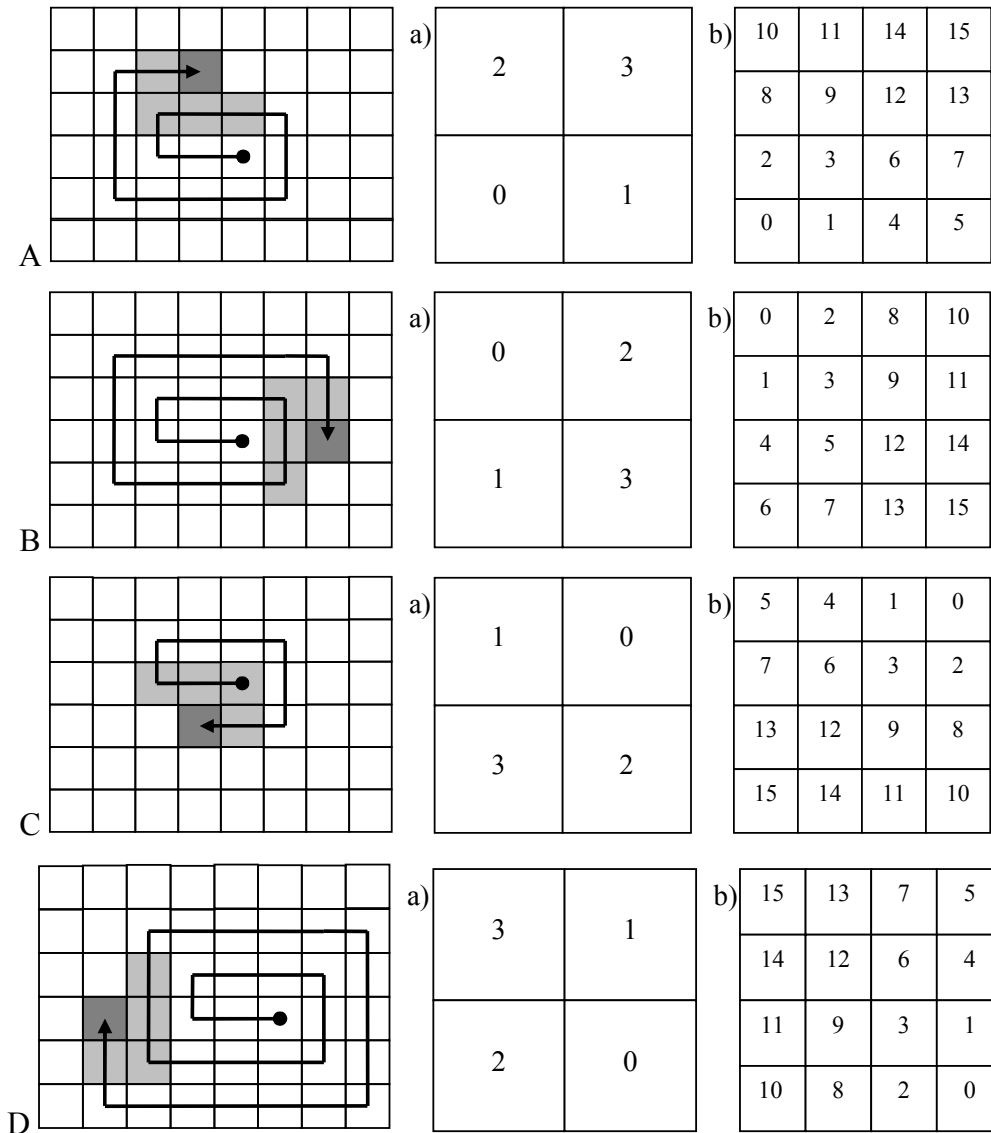 a) b)
10 11 14 15
2 3
8 9 12 13
2 3 6 7
0 1
0 1 4 5
A
a) b)
0 2 8 10
0 2
1 3 9 11
4 5 12 14
1 3
6 7 13 15
B
a) b)
5 4 1 0
1 0
7 6 3 2
13 12 9 8
3 2
15 14 11 10
C
a) b)
15 13 7 5
3 1
14 12 6 4
11 9 3 1
2 0
10 8 2 0
D